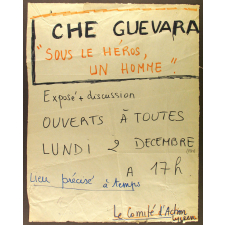 CHE GUEVARA
"SOUS LE HÉROS,
UN HOMME".
Exposé + discussion
OUVERTS À TOUTES
LUNDI 2 DECEMBRE
A 17h
Lieu précisé à temps
Le Comité d'Action
Lycéen